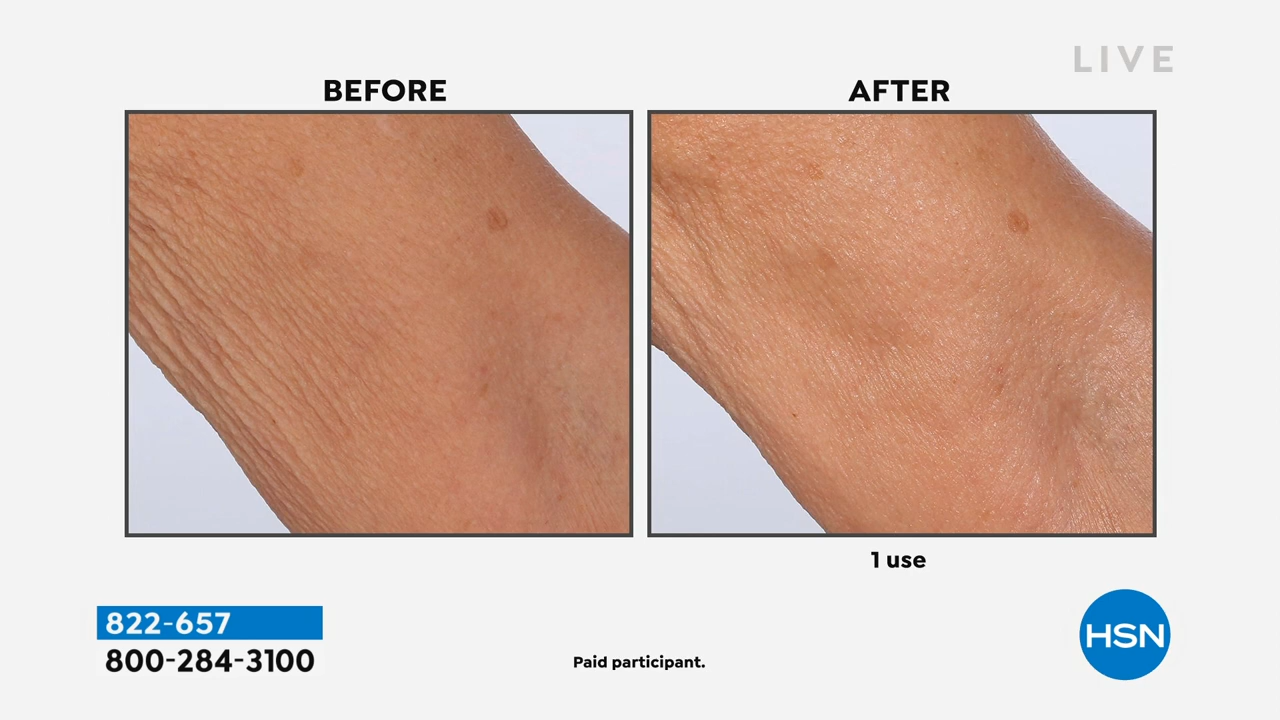 LIVE
BEFORE
AFTER
1 use
822-657
800-284-3100
Paid participant.
HSN